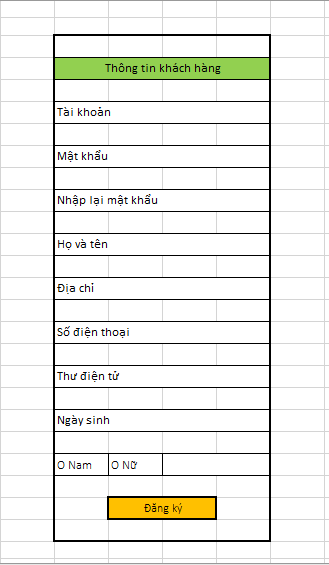 Thông tin khách hàng
Tài khoản
Mật khẩu
Nhập lại mật khẩu
Họ và tên
Địa chỉ
Số điện thoại
Thư điện tử
Ngày sinh
O Nam O Nữ
Đăng ký